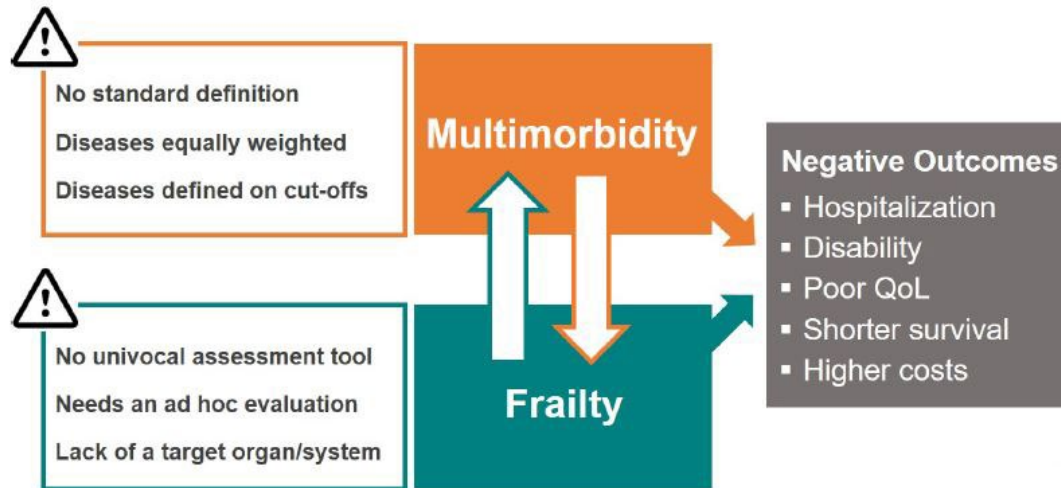 No standard definition
Diseases equally weighted
Diseases defined on cut-offs
Multimorbidity
No univocal assessment tool
Needs an ad hoc evaluation
Lack of a target organ/system
Frailty
Negative Outcomes
▪ Hospitalization
▪ Disability
▪ Poor QoL
▪ Shorter survival
▪ Higher costs